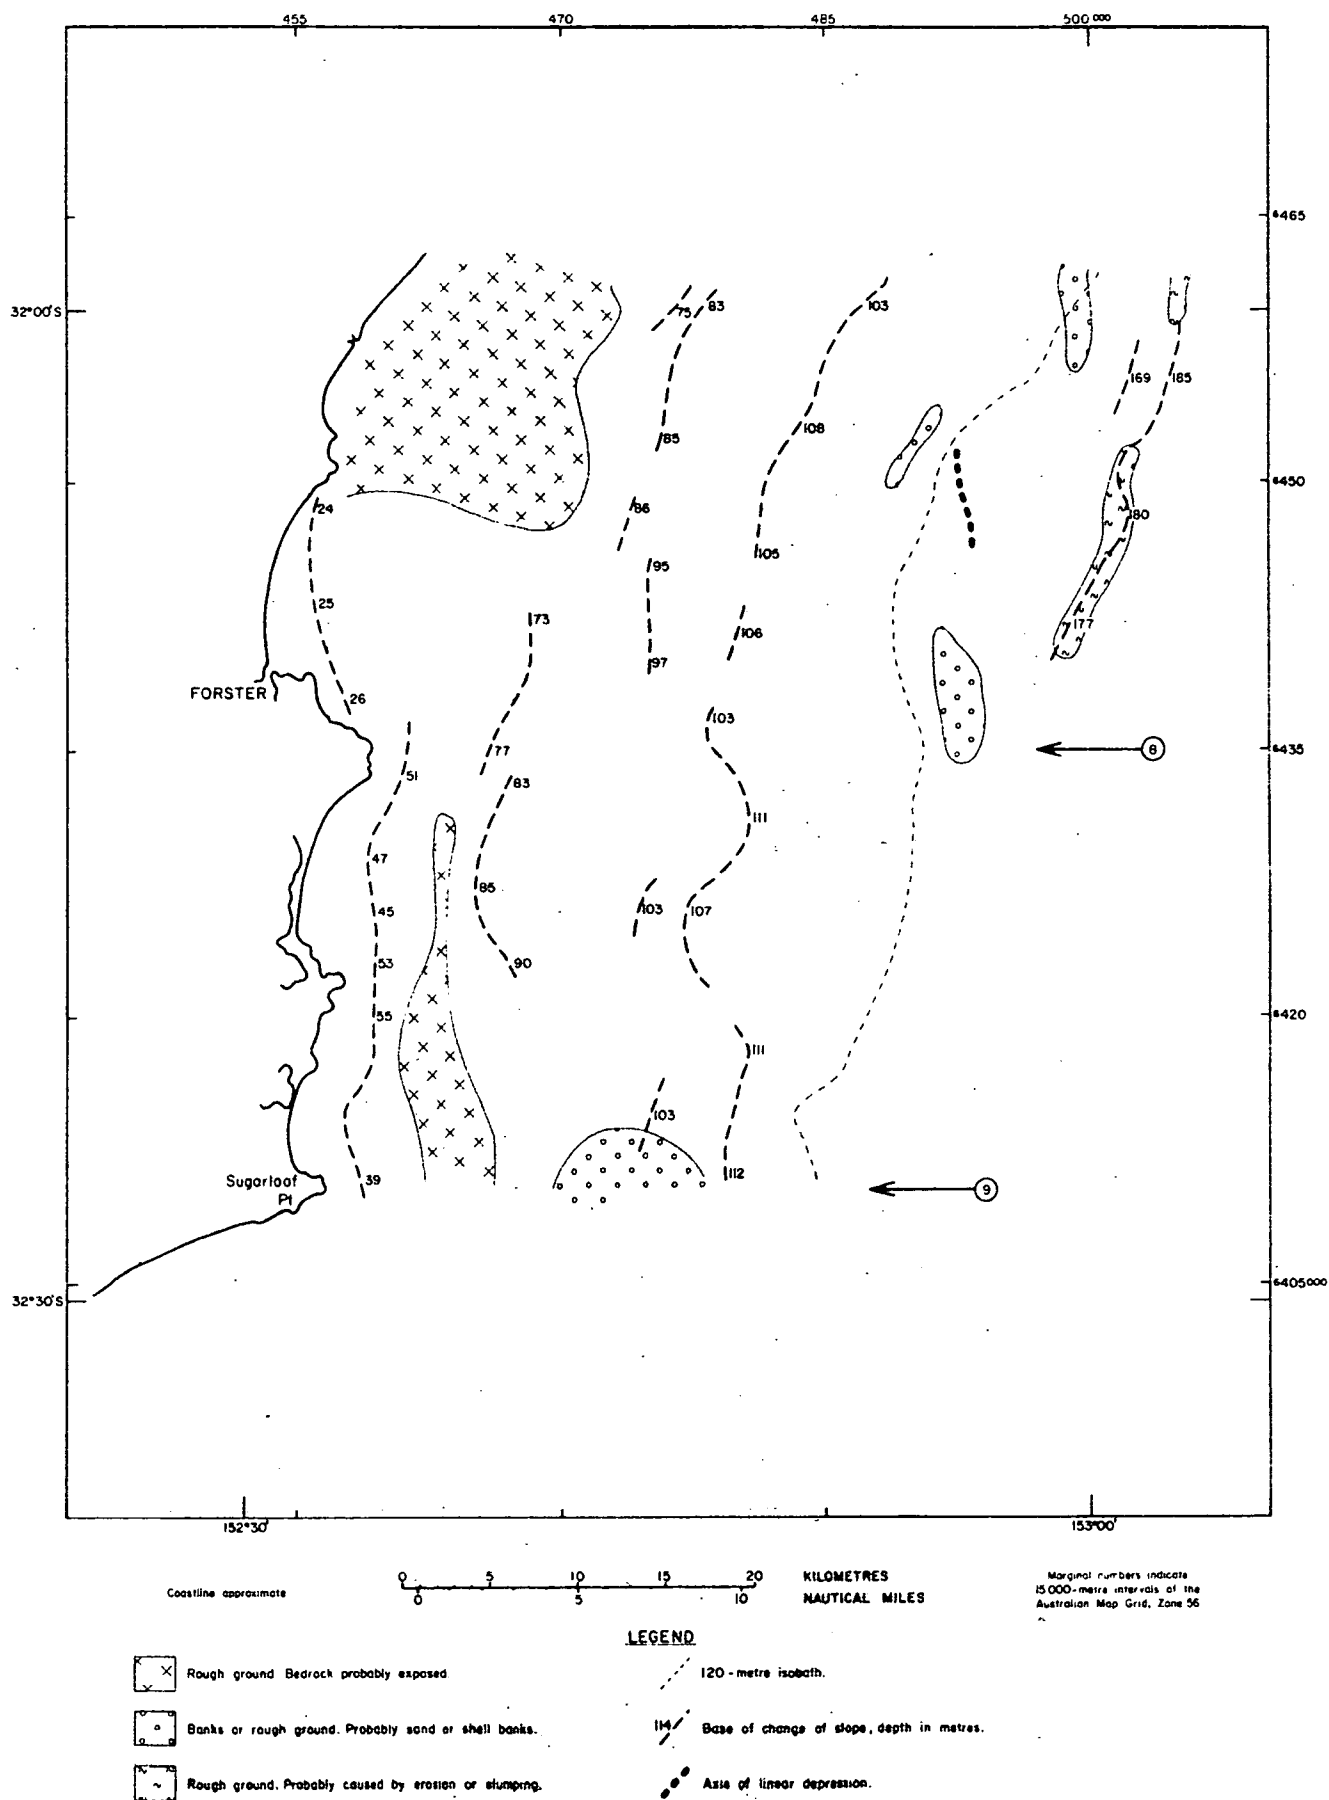 455 470 485 500 000
6465
32°00'S
75 83 103
169 185
85 108
6450
24 86 180
105
95
25
73 106
177
97
FORSTER
26 103
77 6435 8
51 83
111
47
85
45 103 107
53 90
55 6420
111
103
Sugarloaf 39 112
Pt 9
6405000
32°30'S
152°30' 153°00'
Coastline approximate
0 5 10 15 20 KILOMETRES
0 5 10 NAUTICAL MILES
Marginal numbers indicate
15 000-metre intervals of the
Australian Map Grid, Zone 56
LEGEND
Rough ground Bedrock probably exposed
120-metre isobath.
Banks or rough ground. Probably sand or shell banks.
114 Base of change of slope, depth in metres.
Rough ground. Probably caused by erosion or slumping.
Axis of linear depression.